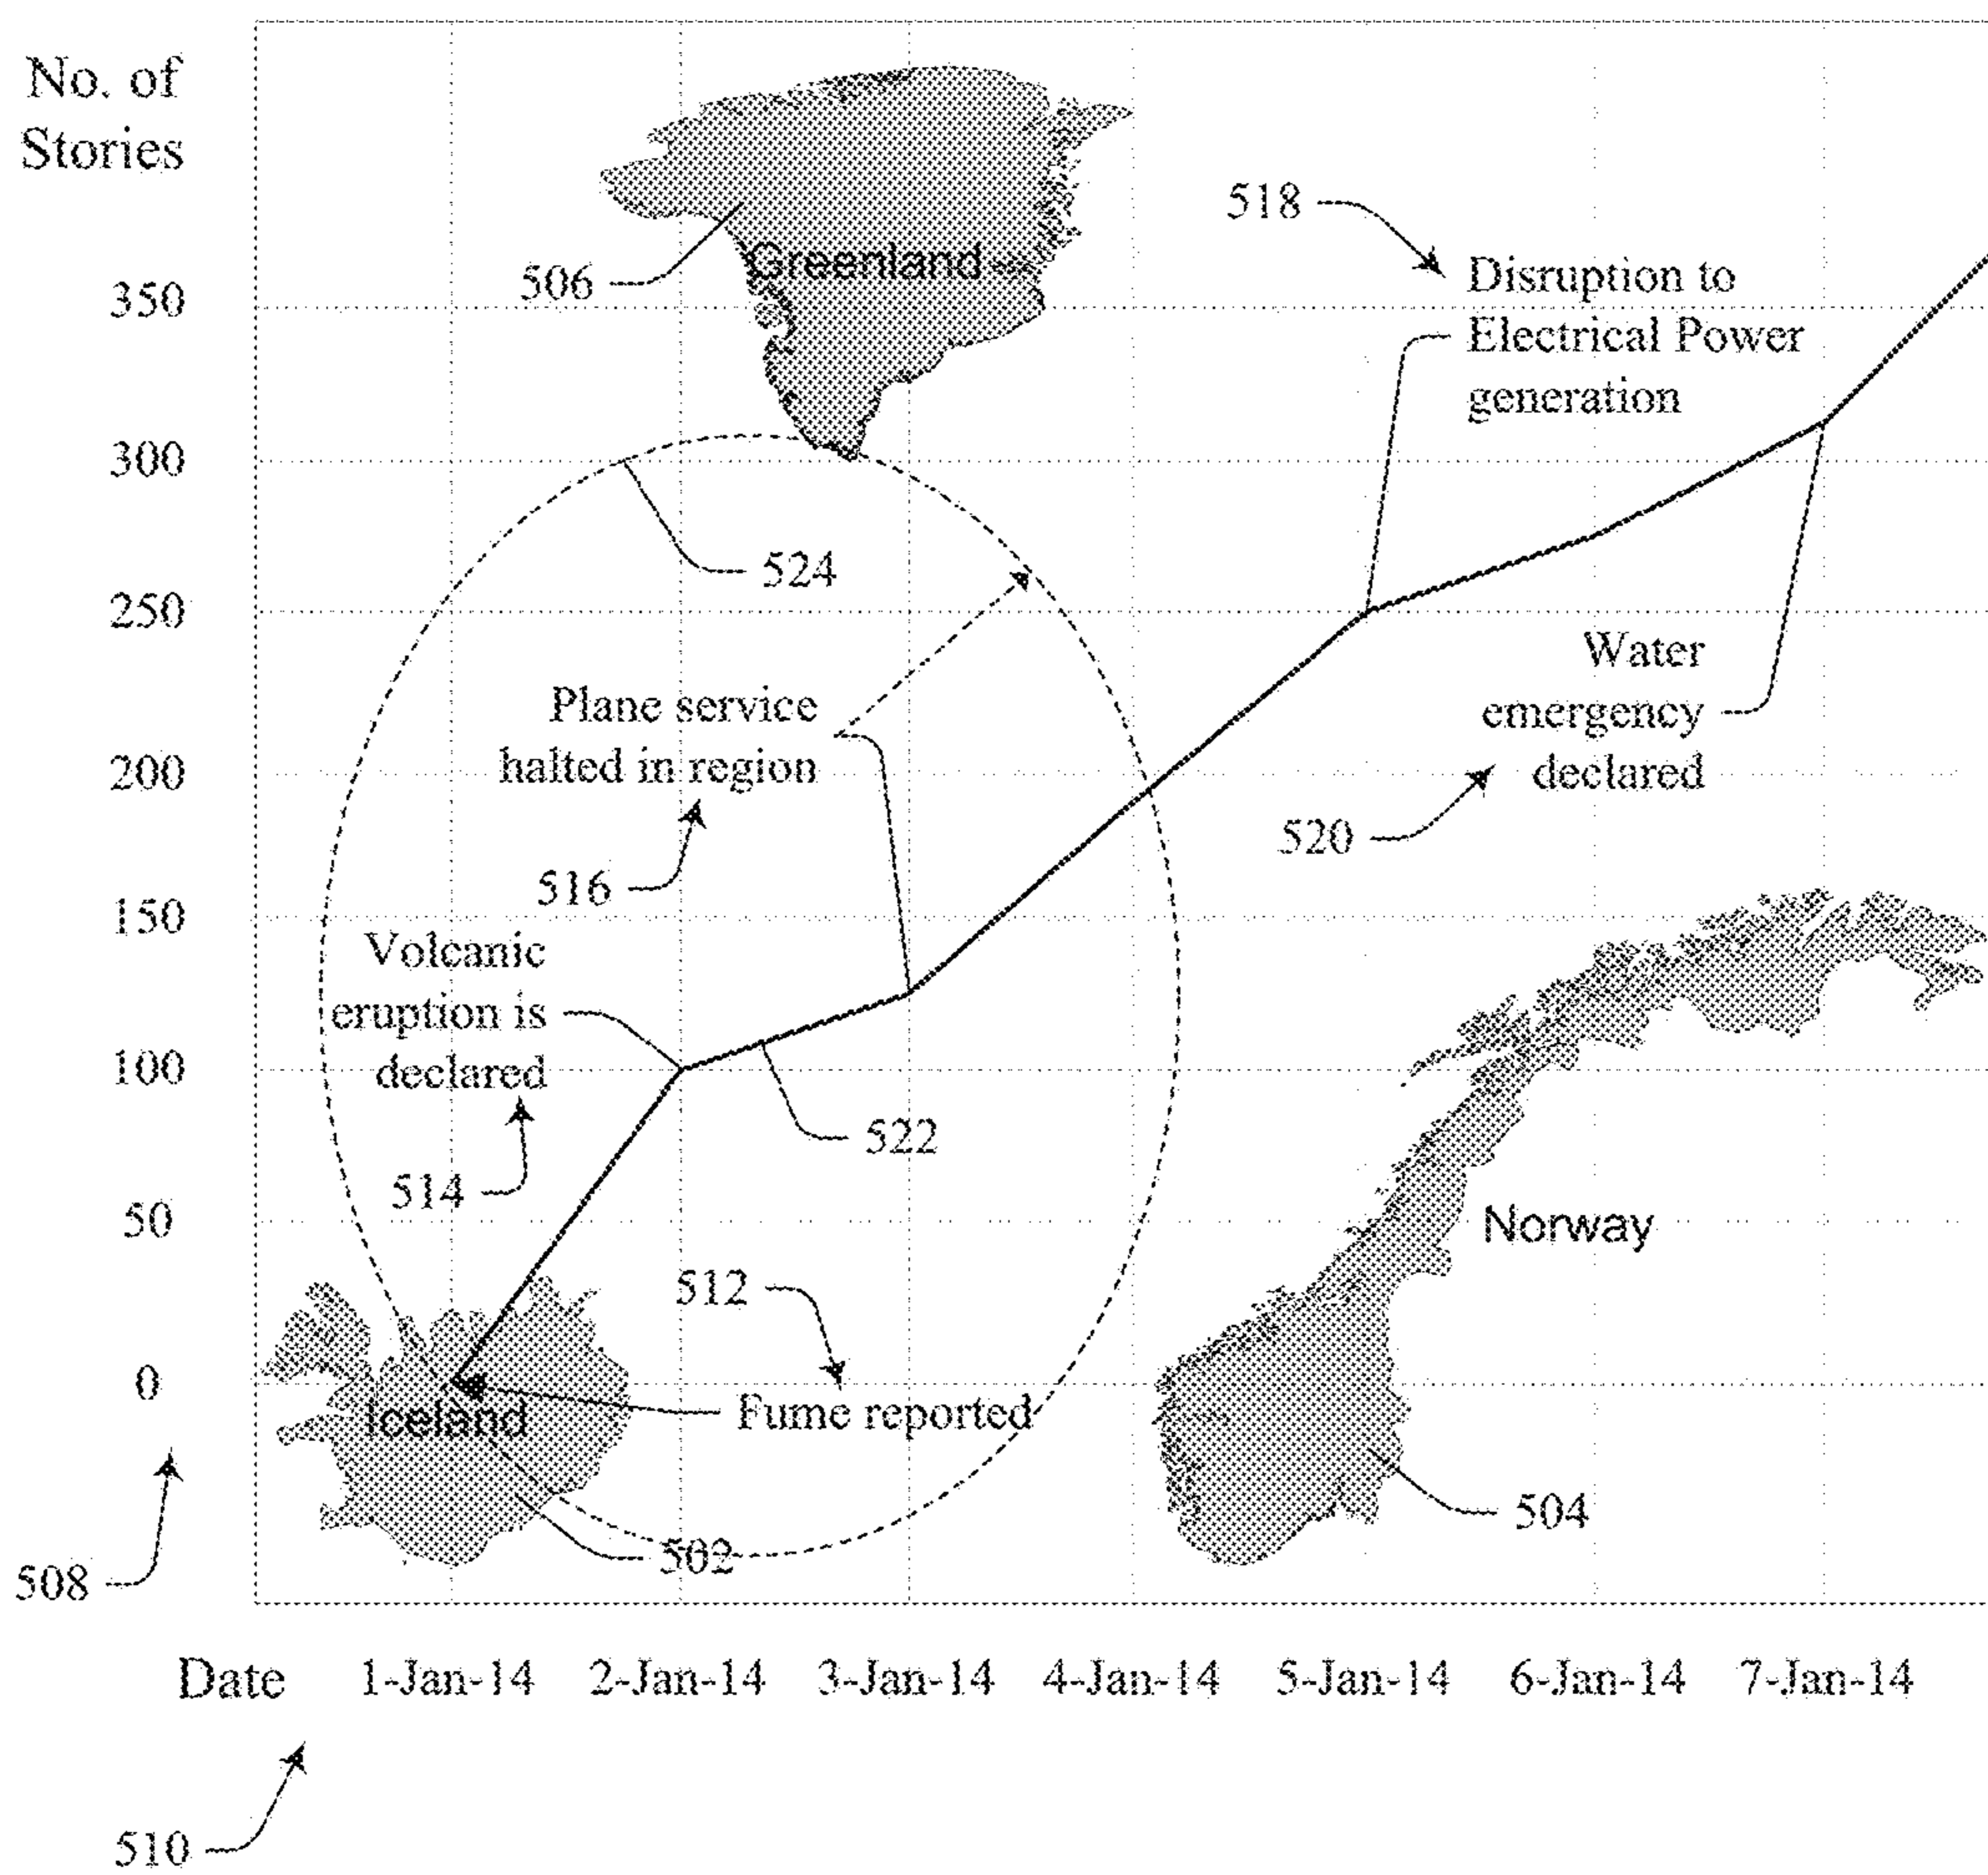 No. of
Stories
518
Greenland
Disruption to
506
350
Electrical Power
generation
300
524
250
Water
Plane service
emergency
halted in region
200
declared
520
516
150
Volcanic
eruption is
100
declared
522
514
50
Norway
512
0
Fume reported
Iceland
504
502
508
Date 1-Jan-14 2-Jan-14 3-Jan-14 4-Jan-14 5-Jan-14 6-Jan-14 7-Jan-14
510